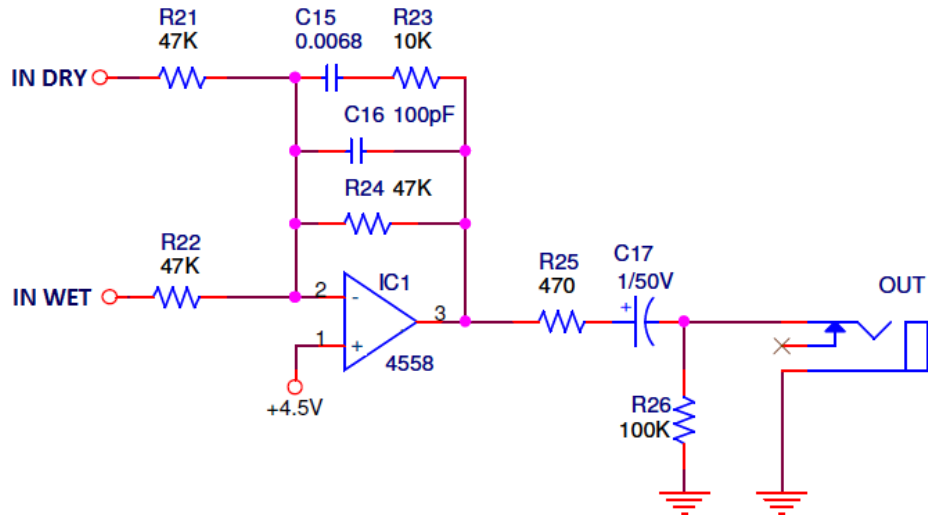 R21
47K
C15
0.0068
R23
10K
IN DRY
C16 100pF
R24 47K
R22
47K
IN WET
2
-
IC1
3
1
+
4558
+4.5V
R25
470
C17
1/50V
+
OUT
R26
100K